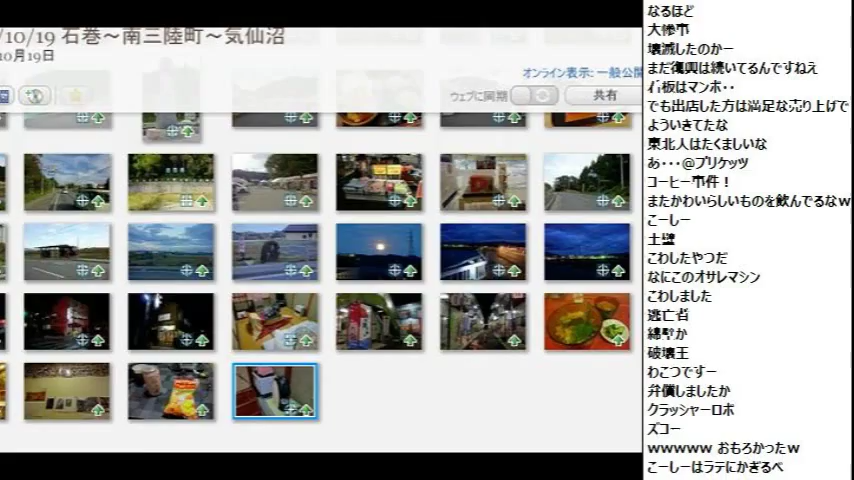 /10/19 石巻～南三陸町～気仙沼
10月19日
オンライン表示: 一般公開
ウェブに同期
共有
なるほど
大惨事
壊滅したのかー
まだ復興は続いてるんですねえ
看板はマンボ・・
でも出店した方は満足な売り上げで
よういきてたな
東北人はたくましいな
あ・・・@プリケッツ
コーヒー事件！
またかわいらしいものを飲んでるなw
こーしー
土壁
こわしたやつだ
なにこのオサレマシン
こわしました
逃亡者
綿壁か
破壊王
わこつですー
弁償しましたか
クラッシャーロボ
ズコー
wwwww おもろかったw
こーしーはラテにかぎるべ